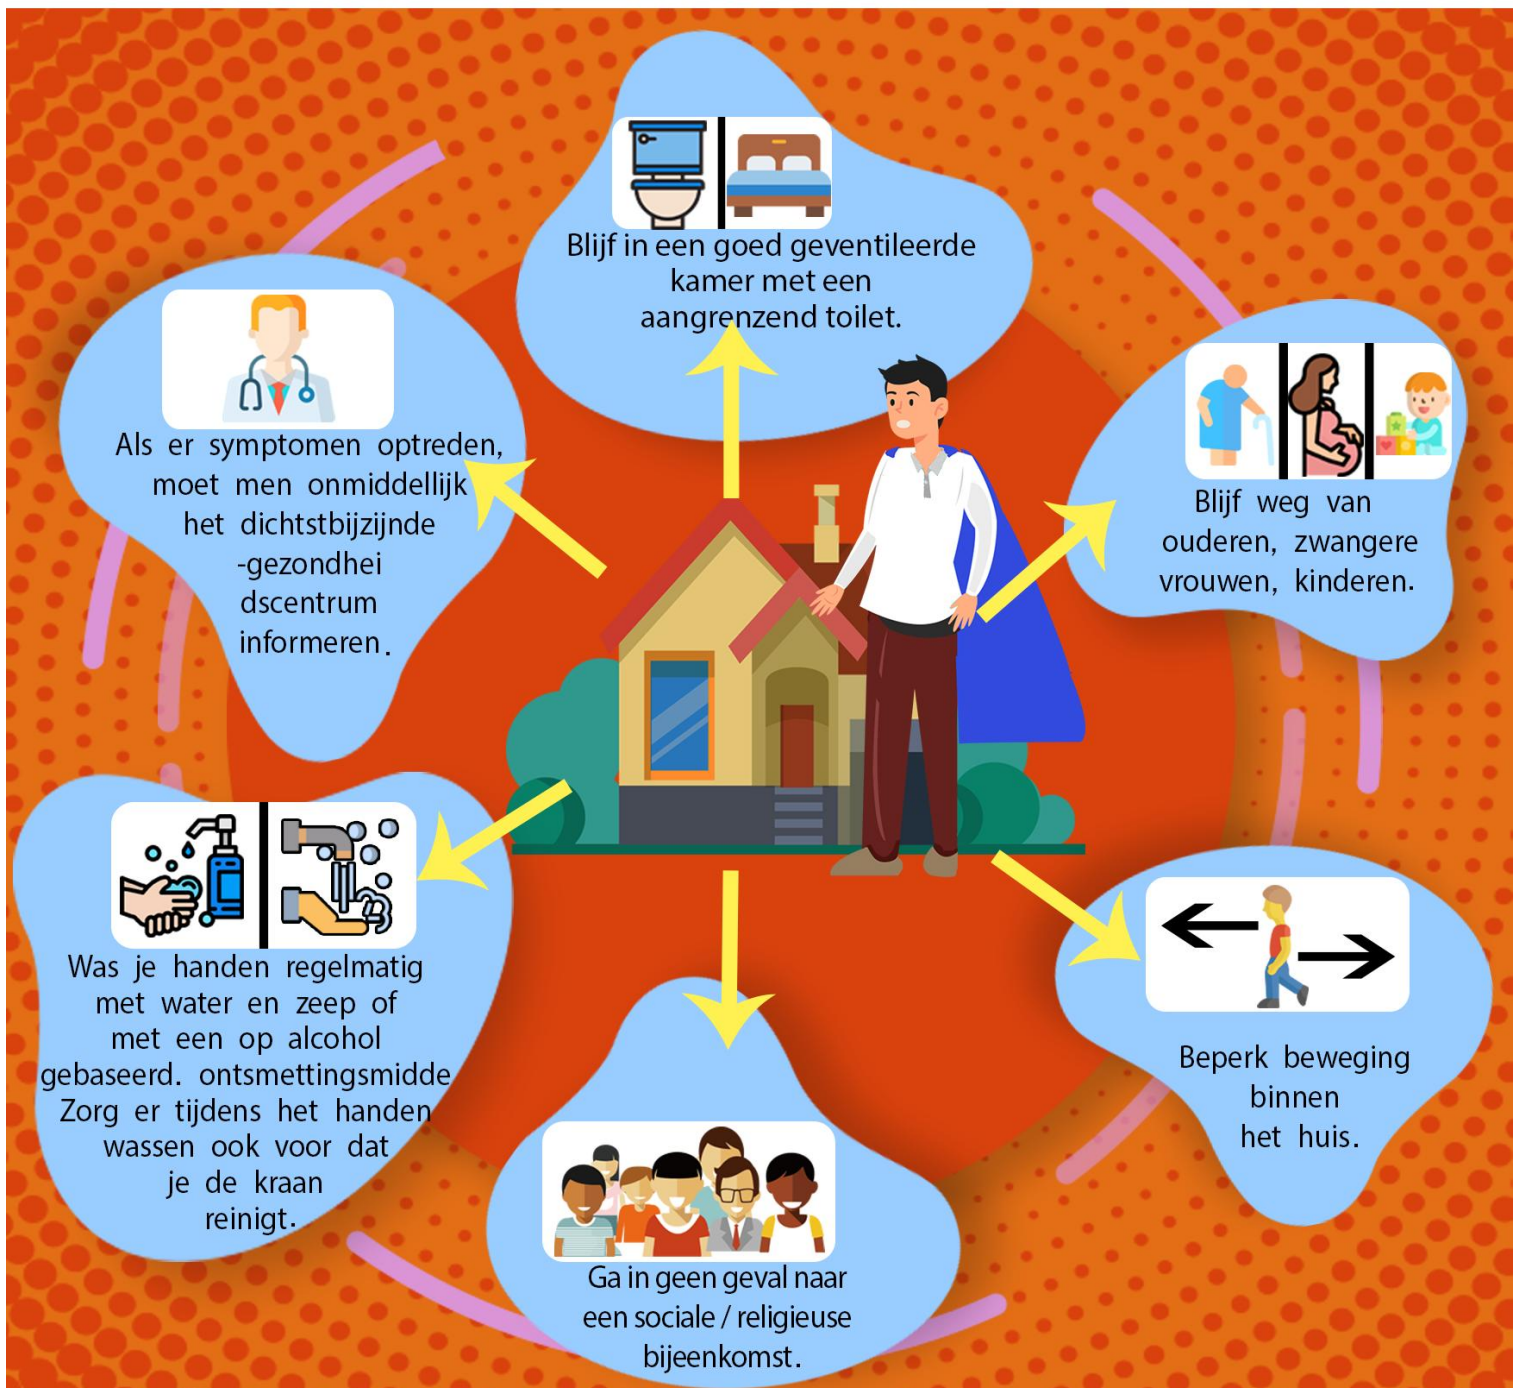 Blijf in een goed geventileerde
kamer met een
aangrenzend toilet.
Als er symptomen optreden,
moet men onmiddellijk
het dichtstbijzijnde
-gezondhei
dscentrum
informeren.
Blijf weg van
ouderen, zwangere
vrouwen, kinderen.
Was je handen regelmatig
met water en zeep of
met een op alcohol
gebaseerd. ontsmettingsmidde
Zorg er tijdens het handen
wassen ook voor dat
je de kraan
reinigt.
Beperk beweging
binnen
het huis.
Ga in geen geval naar
een sociale / religieuse
bijeenkomst.